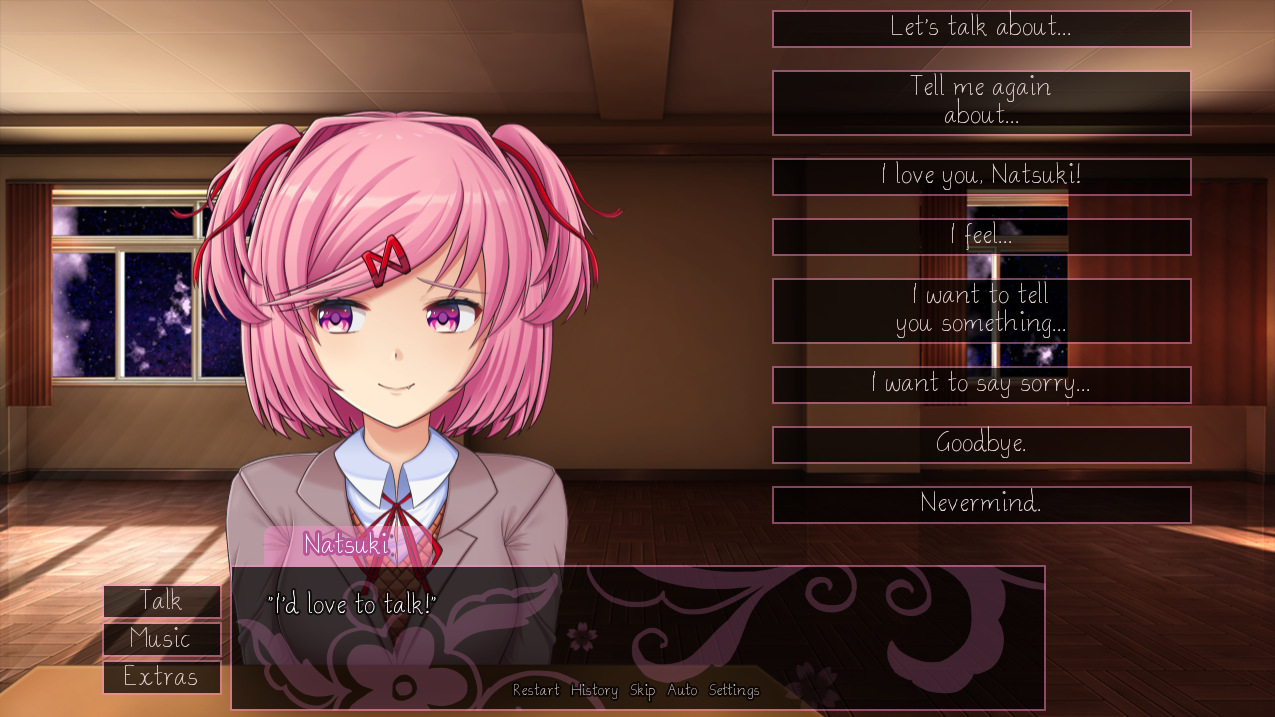 Let's talk about...
Tell me again
about...
I love you, Natsuki!
I feel...
I want to tell
you something...
I want to say sorry...
Goodbye.
Nevermind.
Natsuki
"I'd love to talk!"
Talk
Music
Extras
Restart History Skip Auto Settings